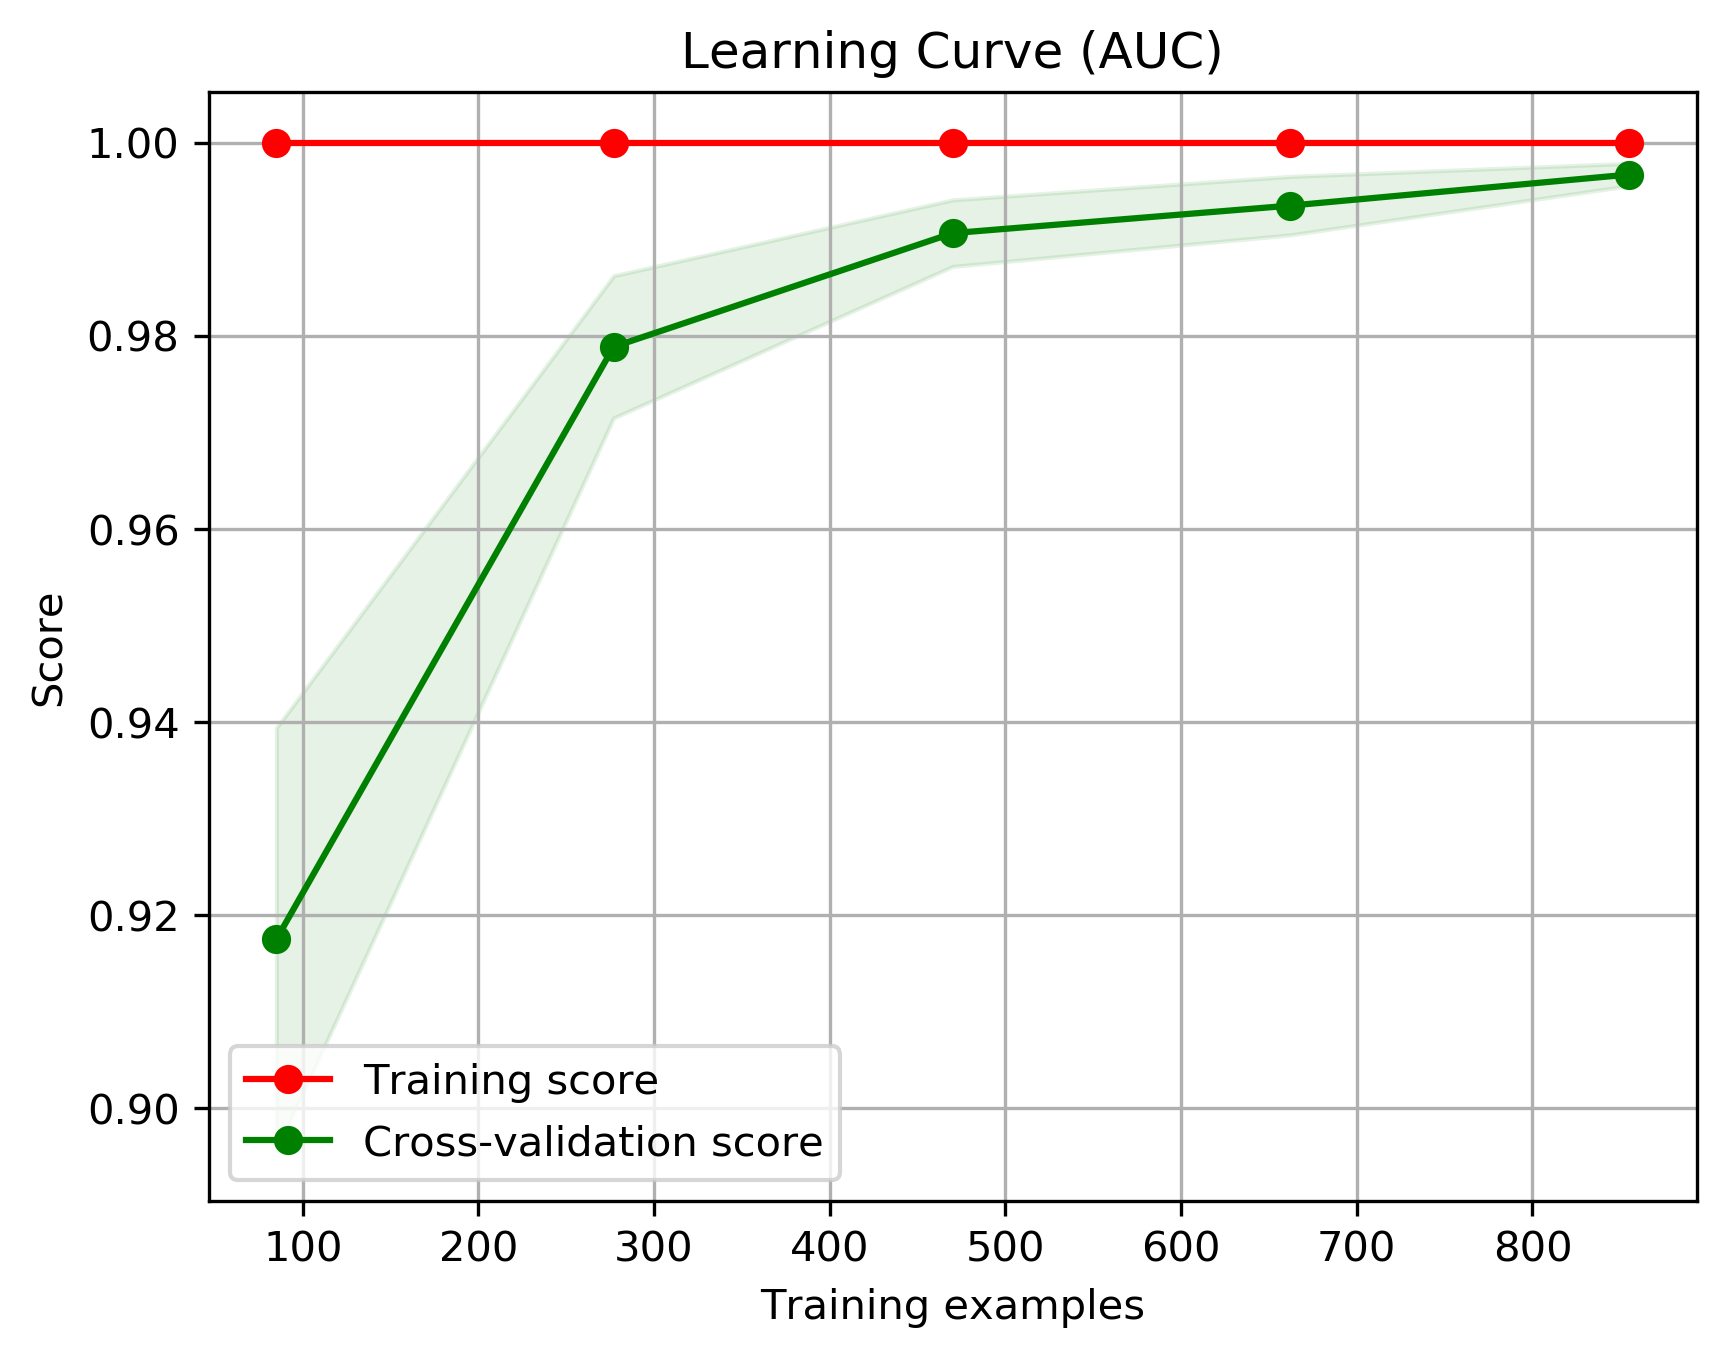 Learning Curve (AUC)
1.00
0.98
0.96
0.94
0.92
0.90
Score
Training score
Cross-validation score
100 200 300 400 500 600 700 800
Training examples